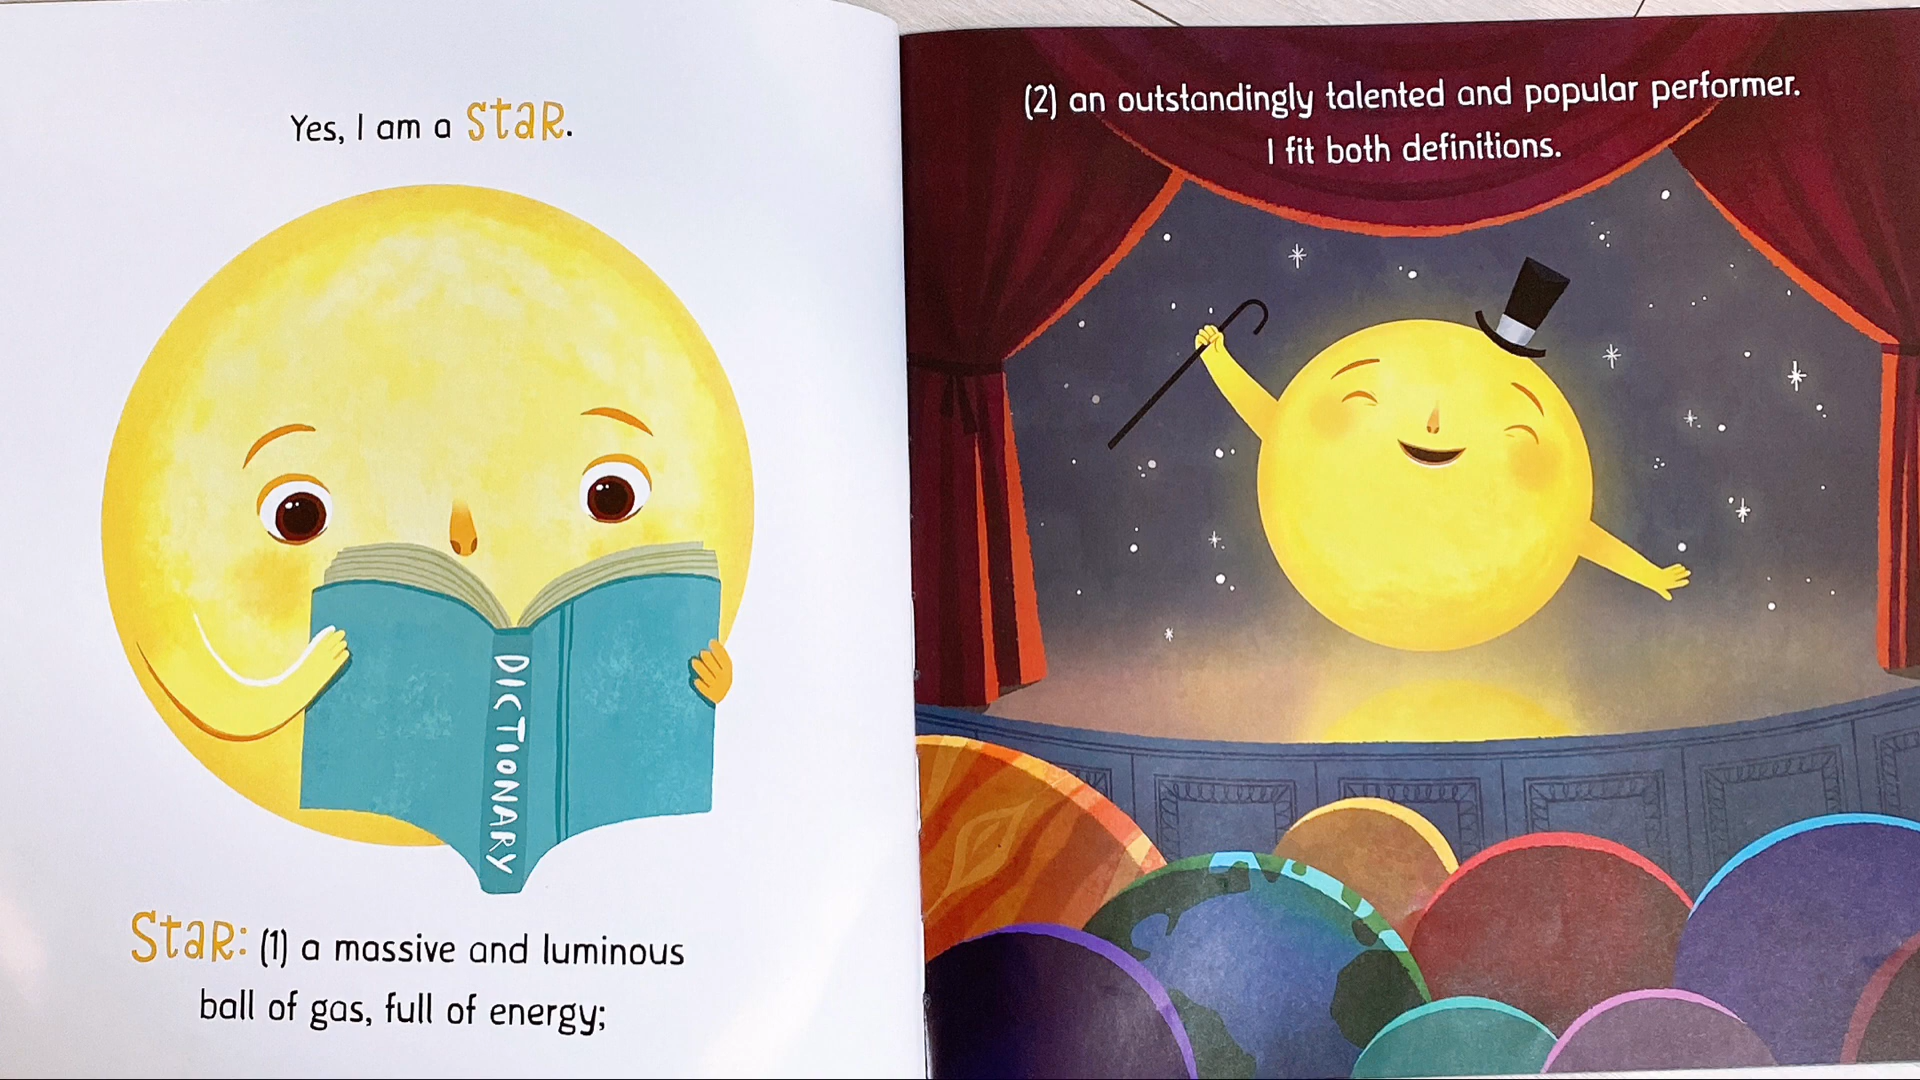 Yes, I am a Star.
DICTIONARY
Star: (1) a massive and luminous
ball of gas, full of energy;
(2) an outstandingly talented and popular performer.
I fit both definitions.